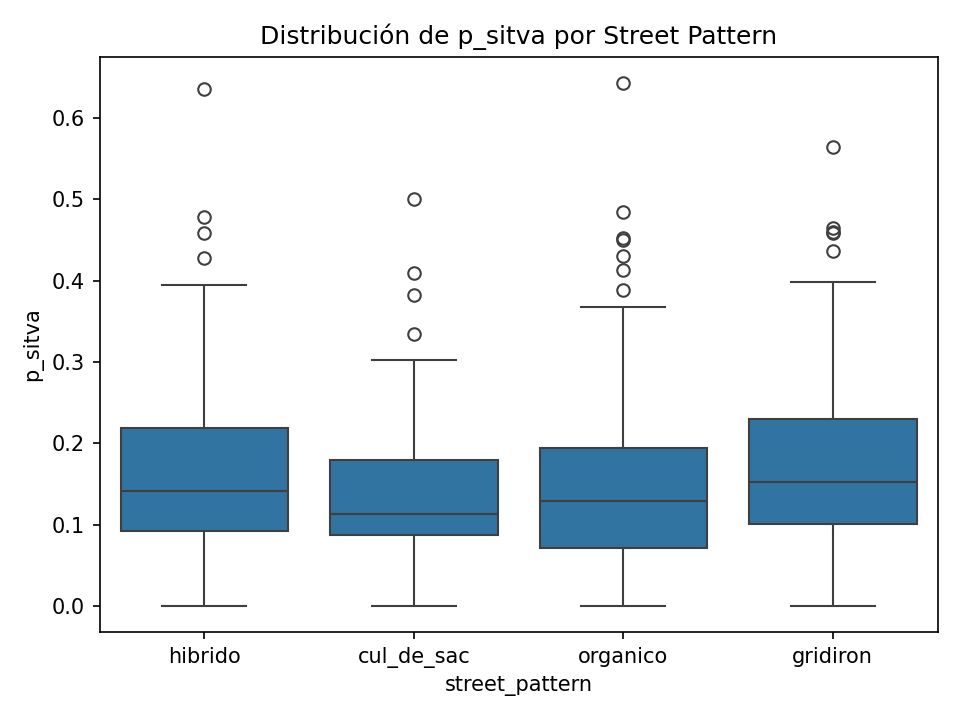 Distribución de p_sitva por Street Pattern
p_sitva
0.6
0.5
0.4
0.3
0.2
0.1
0.0
hibrido cul_de_sac organico gridiron
street_pattern